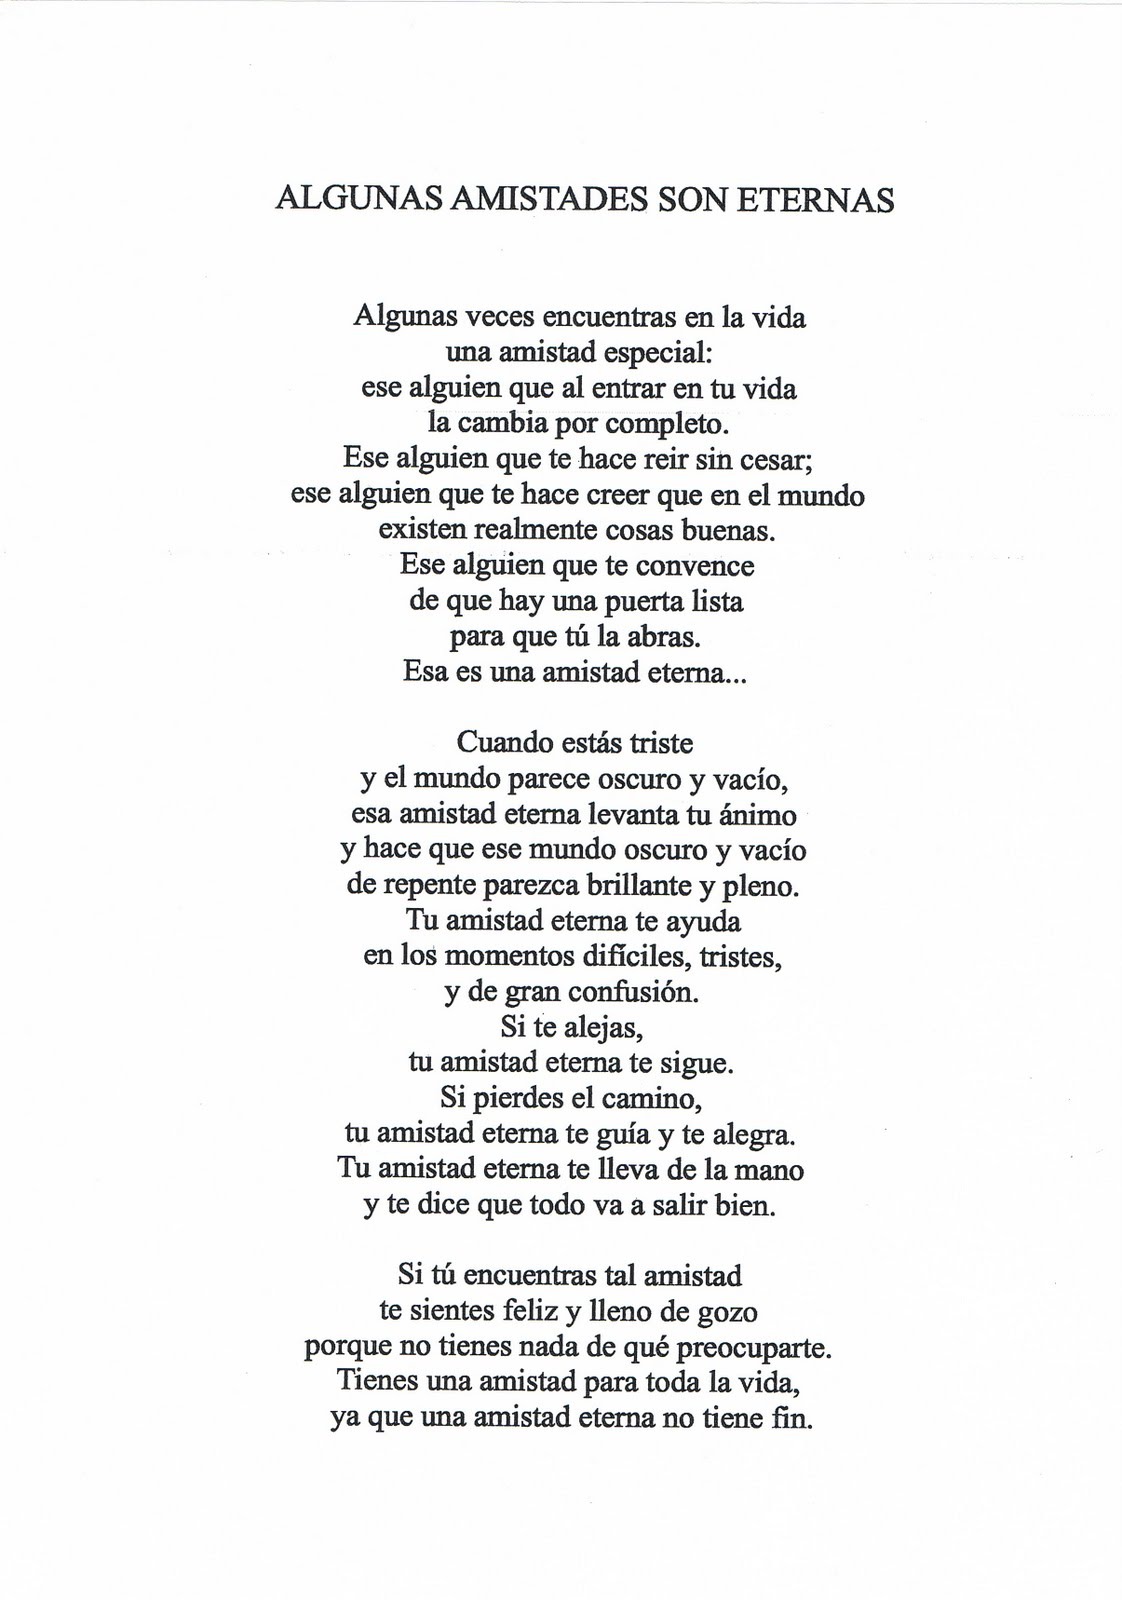 ALGUNAS AMISTADES SON ETERNAS
Algunas veces encuentras en la vida
una amistad especial:
ese alguien que al entrar en tu vida
la cambia por completo.
Ese alguien que te hace reir sin cesar;
ese alguien que te hace creer que en el mundo
existen realmente cosas buenas.
Ese alguien que te convence
de que hay una puerta lista
para que tú la abras.
Esa es una amistad eterna...
Cuando estás triste
y el mundo parece oscuro y vacío,
esa amistad eterna levanta tu ánimo
y hace que ese mundo oscuro y vacío
de repente parezca brillante y pleno.
Tu amistad eterna te ayuda
en los momentos difíciles, tristes,
y de gran confusión.
Si te alejas,
tu amistad eterna te sigue.
Si pierdes el camino,
tu amistad eterna te guía y te alegra.
Tu amistad eterna te lleva de la mano
y te dice que todo va a salir bien.
Si tú encuentras tal amistad
te sientes feliz y lleno de gozo
porque no tienes nada de qué preocuparte.
Tienes una amistad para toda la vida,
ya que una amistad eterna no tiene fin.